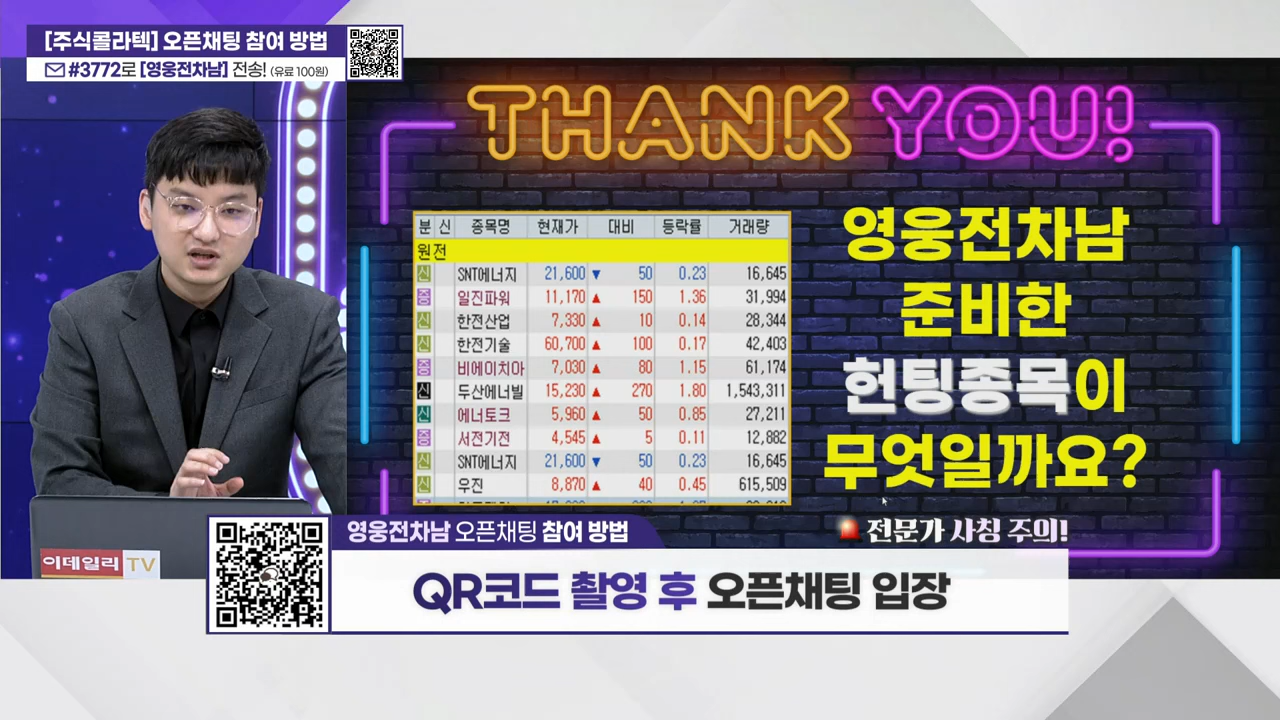 [주식콜라텍] 오픈채팅 참여 방법
#3772로 [영웅전차남] 전송! (유료 100원)
THANK YOU!
분 신 종목명 현재가 대비 등락률 거래량
원전
신 SNT에너지 21,600 ▼ 50 0.23 16,645
증 일진파워 11,170 ▲ 150 1.36 31,994
신 한전산업 7,330 ▲ 10 0.14 28,344
신 한전기술 60,700 ▲ 100 0.17 42,403
증 비에이치아 7,030 ▲ 80 1.15 61,174
신 두산에너빌 15,230 ▲ 270 1.80 1,543,311
신 에너토크 5,960 ▲ 50 0.85 27,211
증 서전기전 4,545 ▲ 5 0.11 12,882
신 SNT에너지 21,600 ▼ 50 0.23 16,645
신 우진 8,870 ▲ 40 0.45 615,509
영웅전차남
준비한
헌팅종목이
무엇일까요?
전문가 사칭 주의!
이데일리 TV
영웅전차남 오픈채팅 참여 방법
QR코드 촬영 후 오픈채팅 입장